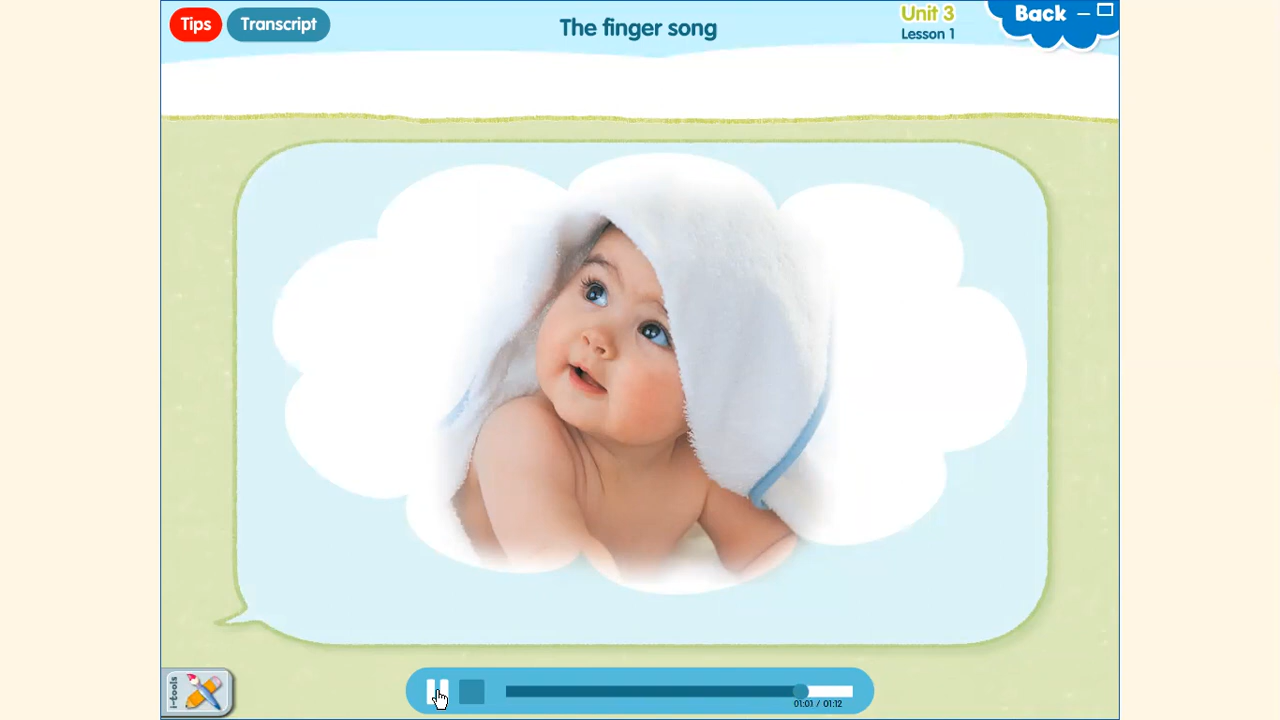 Tips
Transcript
The finger song
Unit 3
Lesson 1
Back
i-tools
01:01 / 01:12